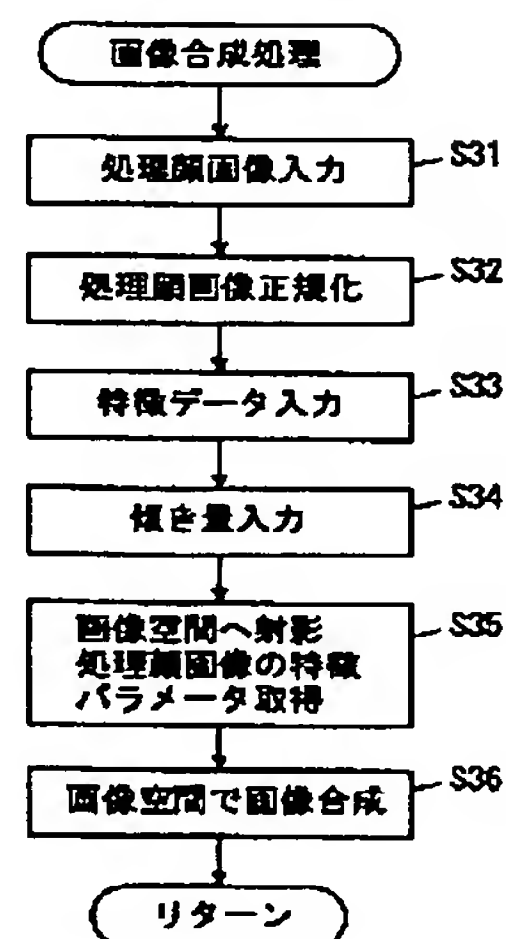 画像合成処理
処理顔画像入力
S31
処理顔画像正規化
S32
特徴データ入力
S33
傾き量入力
S34
画像空間へ射影
処理顔画像の特徴
パラメータ取得
S35
画像空間で画像合成
S36
リターン